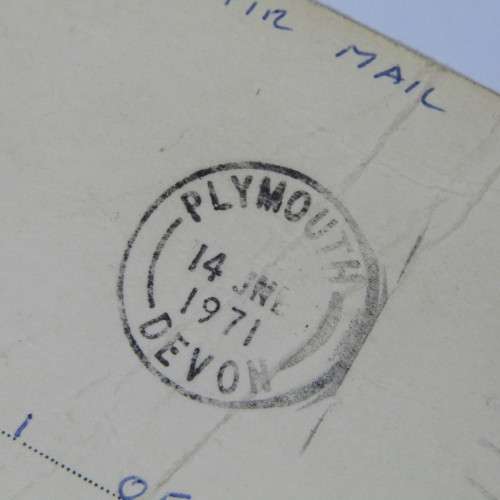 AIR MAIL
PLYMOUTH
14 JNE
1971
DEVON